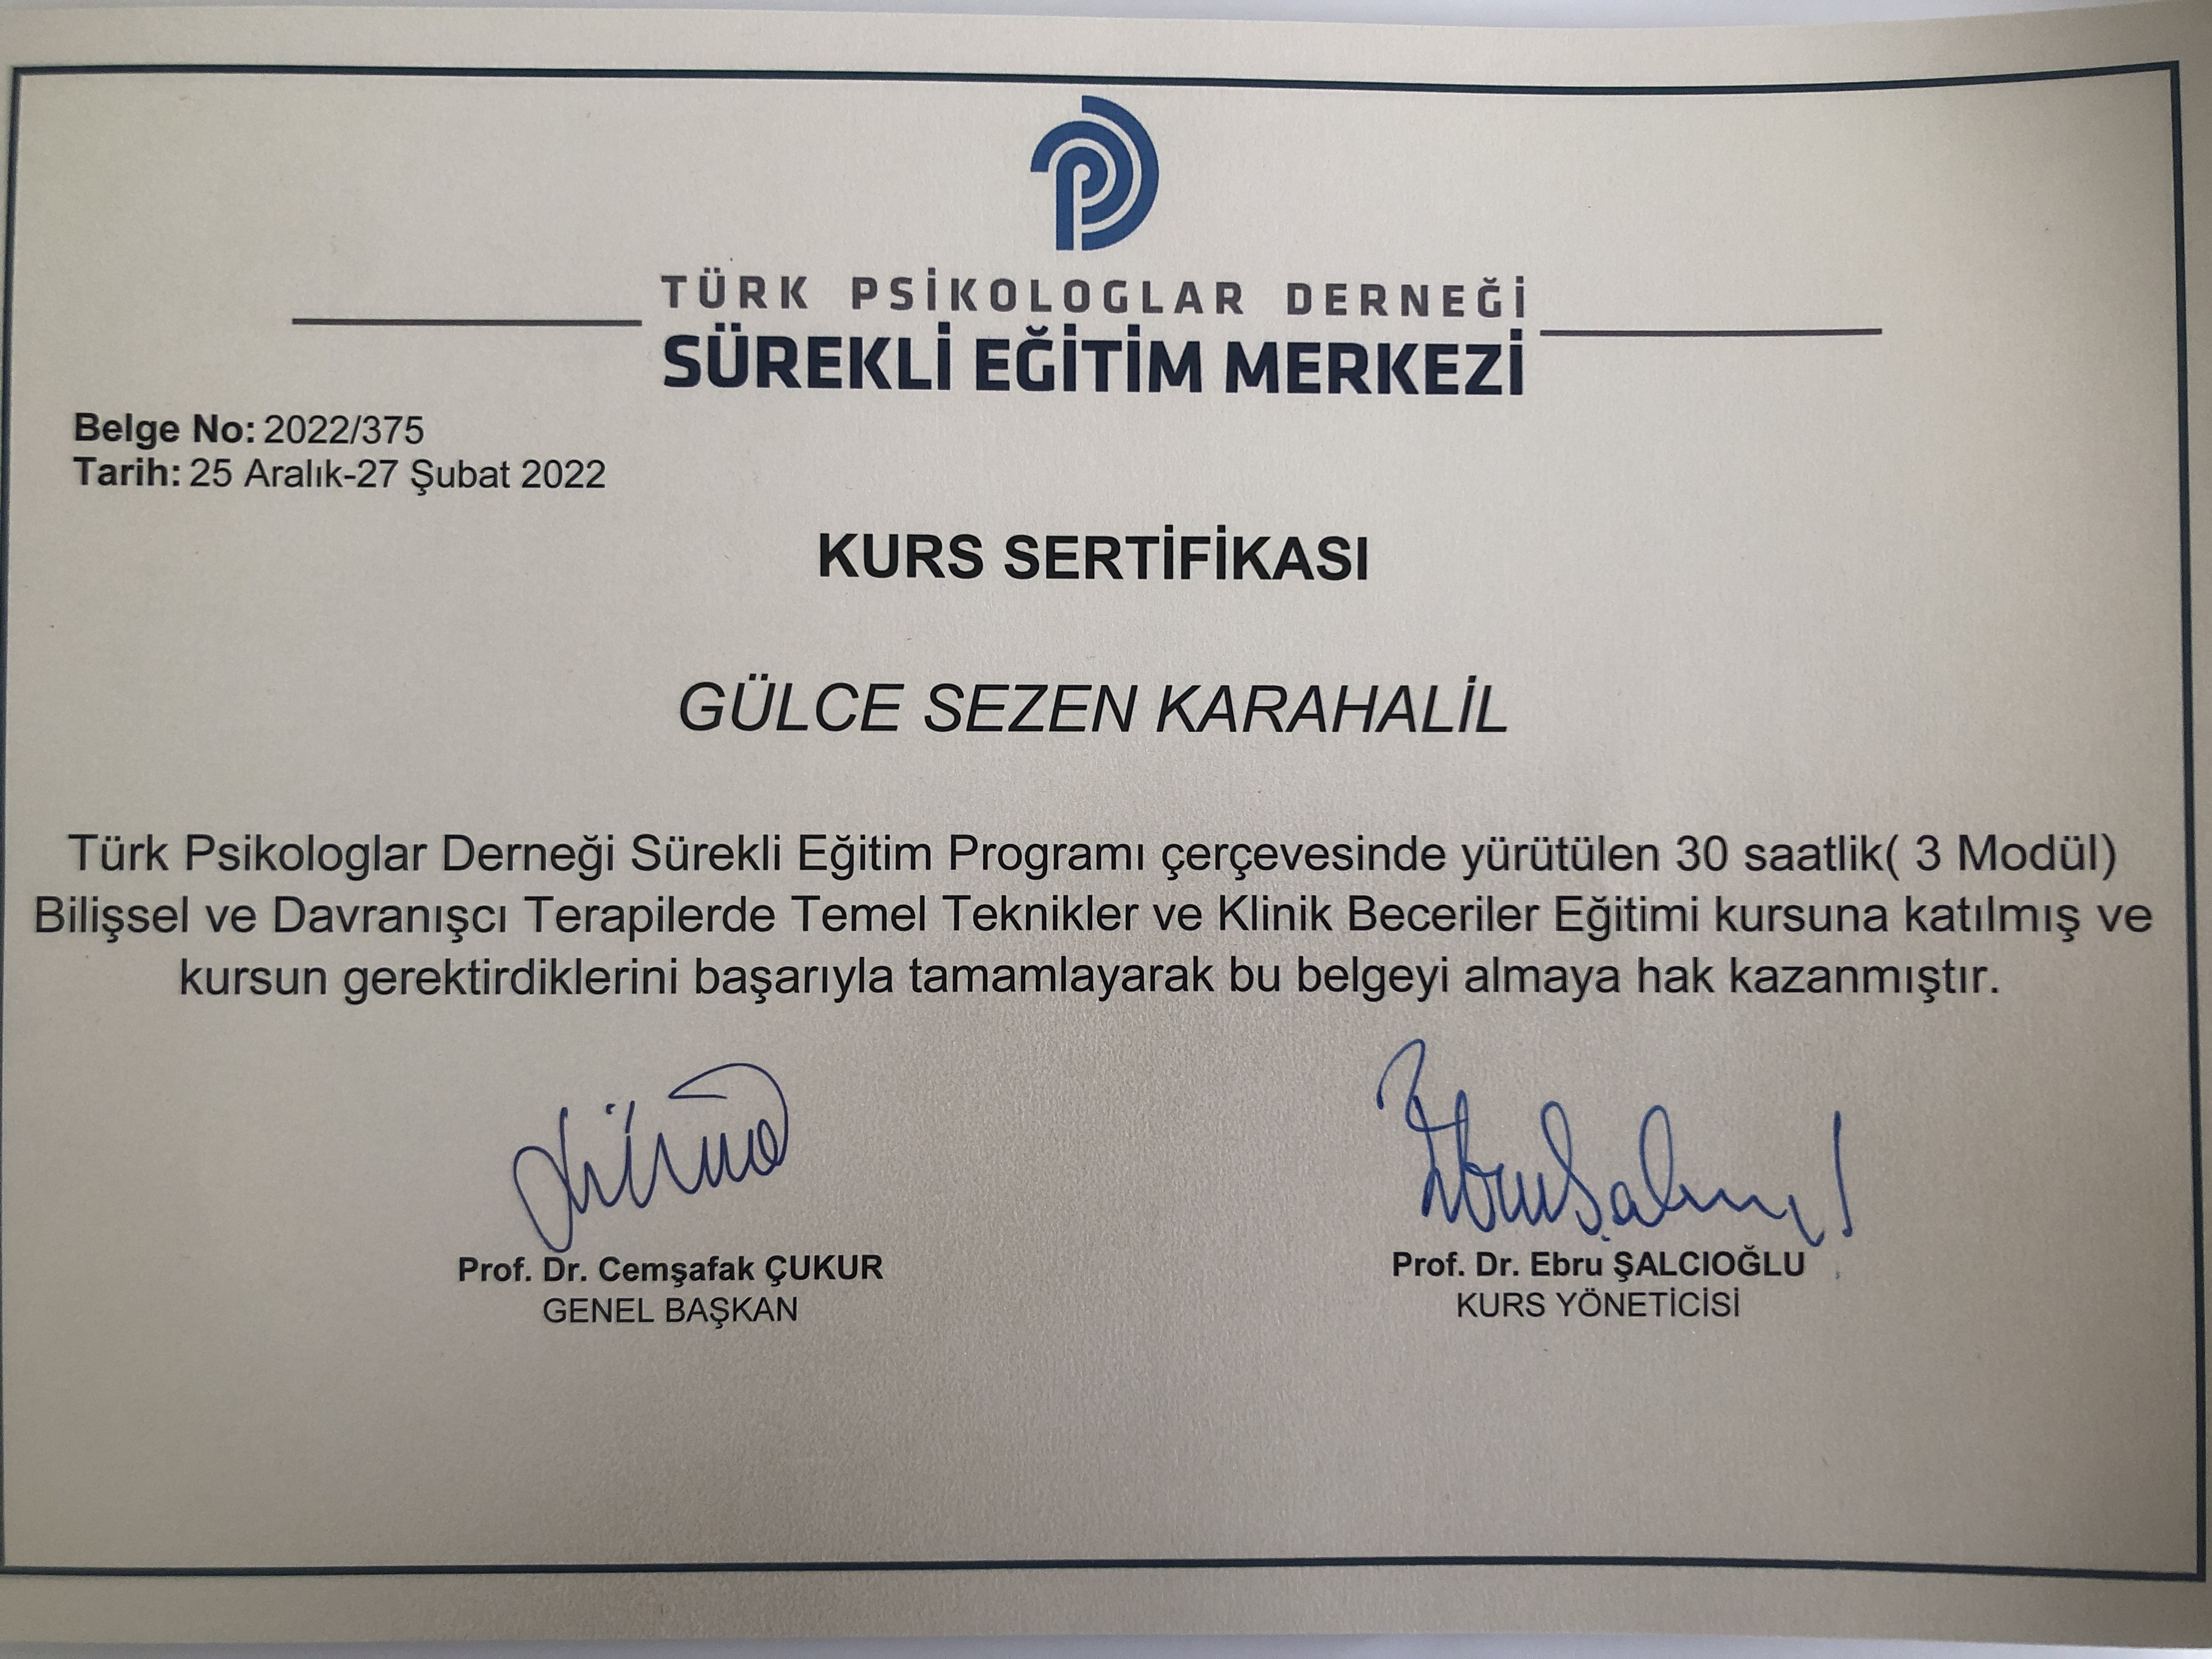 TÜRK PSİKOLOGLAR DERNEĞİ
SÜREKLİ EĞİTİM MERKEZİ
Belge No: 2022/375
Tarih: 25 Aralık-27 Şubat 2022
KURS SERTİFİKASI
GÜLCE SEZEN KARAHALİL
Türk Psikologlar Derneği Sürekli Eğitim Programı çerçevesinde yürütülen 30 saatlik( 3 Modül)
Bilişsel ve Davranışcı Terapilerde Temel Teknikler ve Klinik Beceriler Eğitimi kursuna katılmış ve
kursun gerektirdiklerini başarıyla tamamlayarak bu belgeyi almaya hak kazanmıştır.
Prof. Dr. Cemşafak ÇUKUR
GENEL BAŞKAN
Prof. Dr. Ebru ŞALCIOĞLU
KURS YÖNETİCİSİ